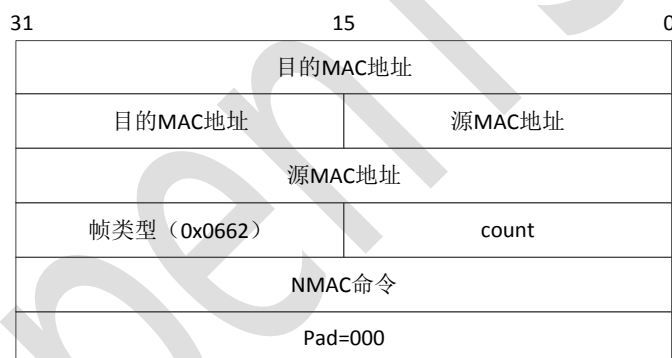 31 15 0
目的MAC地址
目的MAC地址 源MAC地址
源MAC地址
帧类型（0x0662） count
NMAC命令
Pad=000